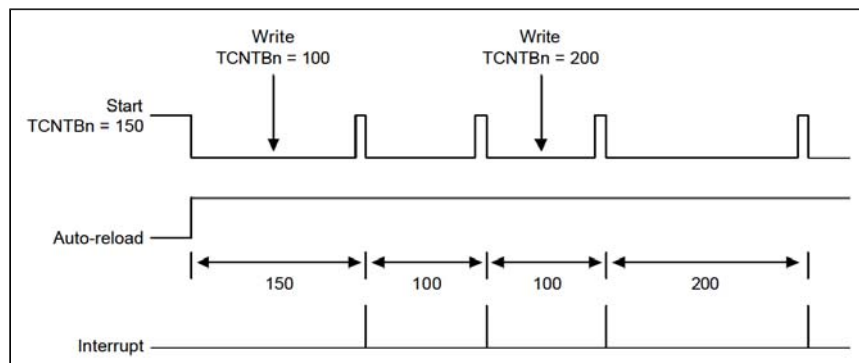 Write
TCNTBn = 100
Write
TCNTBn = 200
Start
TCNTBn = 150
Auto-reload
150
100
100
200
Interrupt